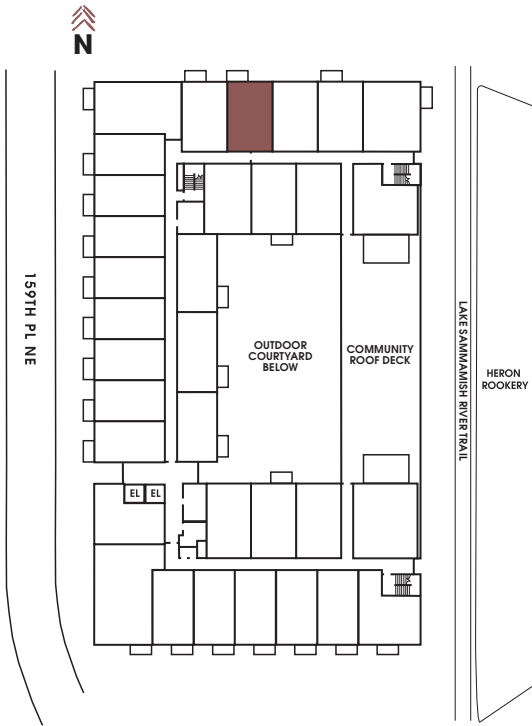 N
159TH PL NE
OUTDOOR
COURTYARD
BELOW
COMMUNITY
ROOF DECK
LAKE SAMMAMISH RIVER TRAIL
HERON
ROOKERY
EL EL